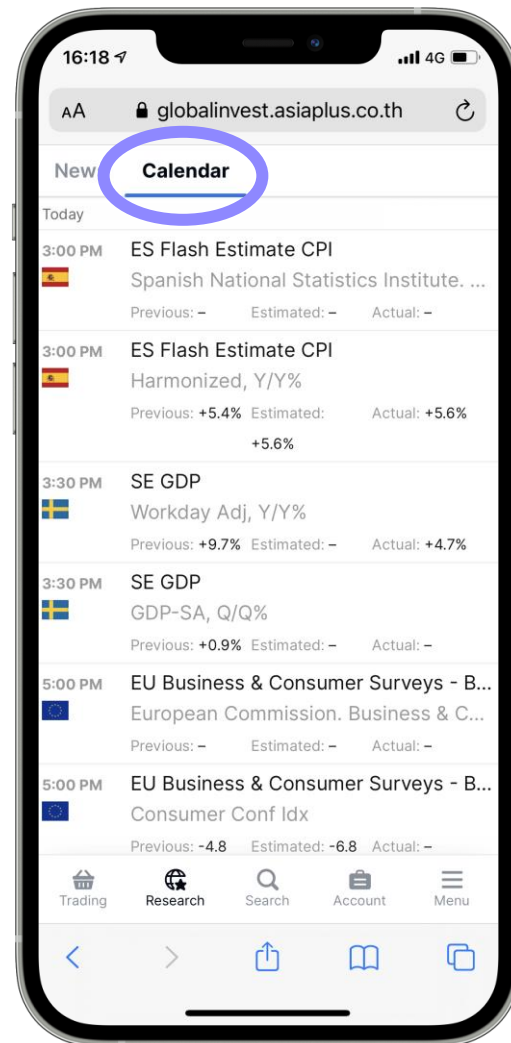 16:18 4G
AA globalinvest.asiaplus.co.th
New Calendar
Today
3:00 PM ES Flash Estimate CPI
Spanish National Statistics Institute. ...
Previous: – Estimated: – Actual: –
3:00 PM ES Flash Estimate CPI
Harmonized, Y/Y%
Previous: +5.4% Estimated: Actual: +5.6%
+5.6%
3:30 PM SE GDP
Workday Adj, Y/Y%
Previous: +9.7% Estimated: – Actual: +4.7%
3:30 PM SE GDP
GDP-SA, Q/Q%
Previous: +0.9% Estimated: – Actual: –
5:00 PM EU Business & Consumer Surveys - B...
European Commission. Business & C...
Previous: – Estimated: – Actual: –
5:00 PM EU Business & Consumer Surveys - B...
Consumer Conf Idx
Previous: -4.8 Estimated: -6.8 Actual: –
Trading Research Search Account Menu